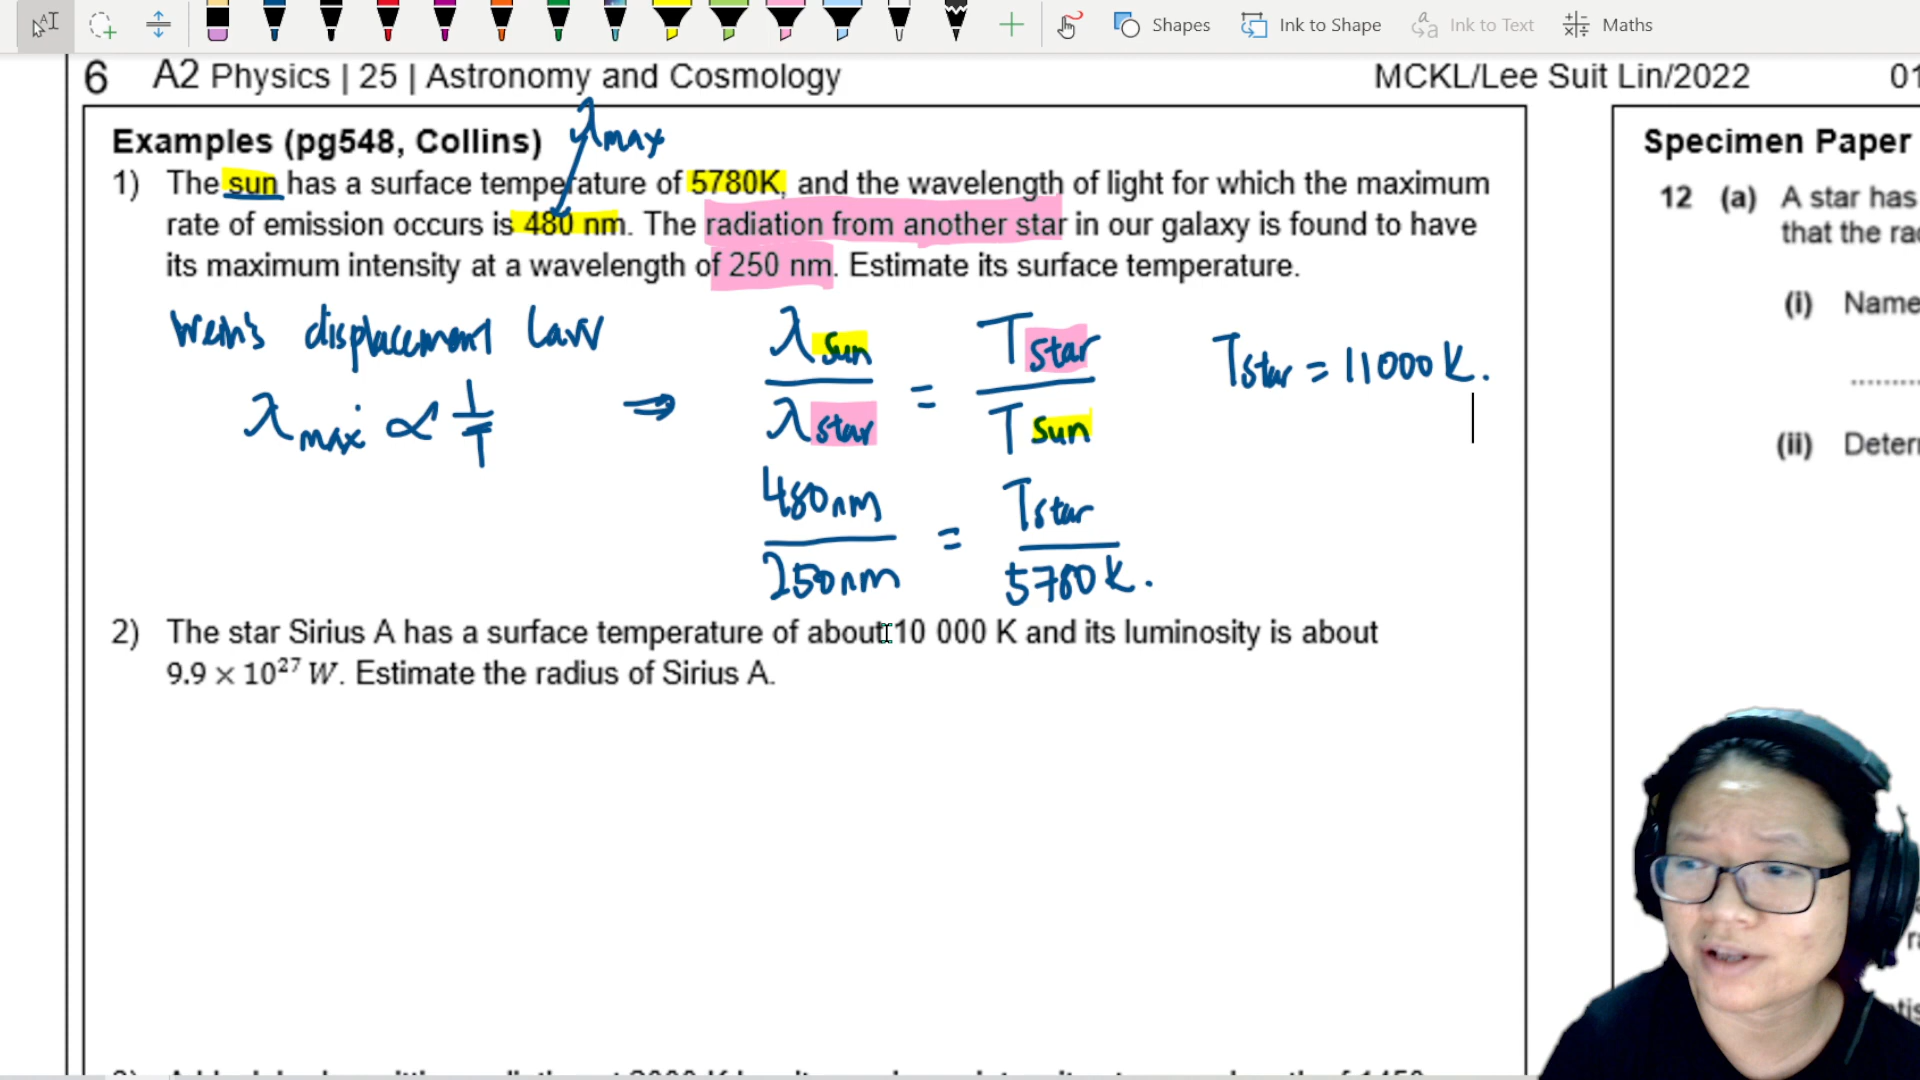 Shapes
Ink to Shape
Ink to Text
Maths
6 A2 Physics | 25 | Astronomy and Cosmology
MCKL/Lee Suit Lin/2022
01
Examples (pg548, Collins)
λmax
1) The sun has a surface temperature of 5780K, and the wavelength of light for which the maximum
rate of emission occurs is 480 nm. The radiation from another star in our galaxy is found to have
its maximum intensity at a wavelength of 250 nm. Estimate its surface temperature.
Wein's displacement Law
λmax ∝ 1/T
⇒ λsun/λstar = Tstar/Tsun
Tstar = 11000K.
480nm/250nm = Tstar/5780K.
2) The star Sirius A has a surface temperature of about 10 000 K and its luminosity is about
9.9 × 10²⁷ W. Estimate the radius of Sirius A.
Specimen Paper
12 (a) A star has
that the
(i) Name
(ii)